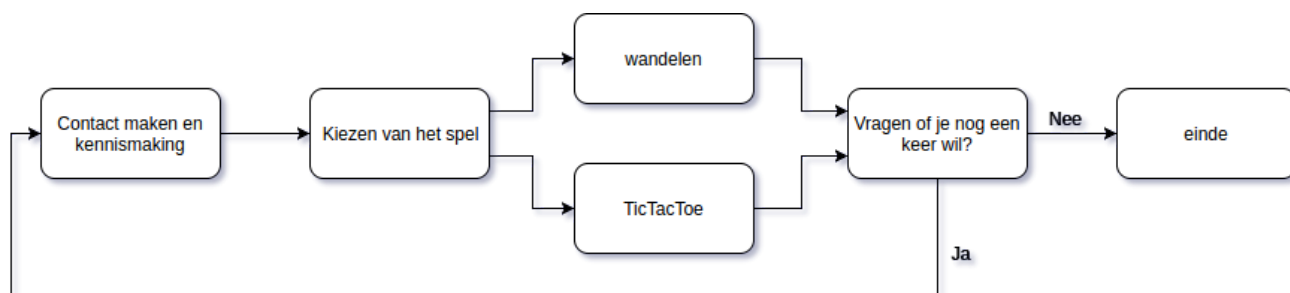 Contact maken en
kennismaking
Kiezen van het spel
wandelen
TicTacToe
Vragen of je nog een
keer wil?
Nee
einde
Ja